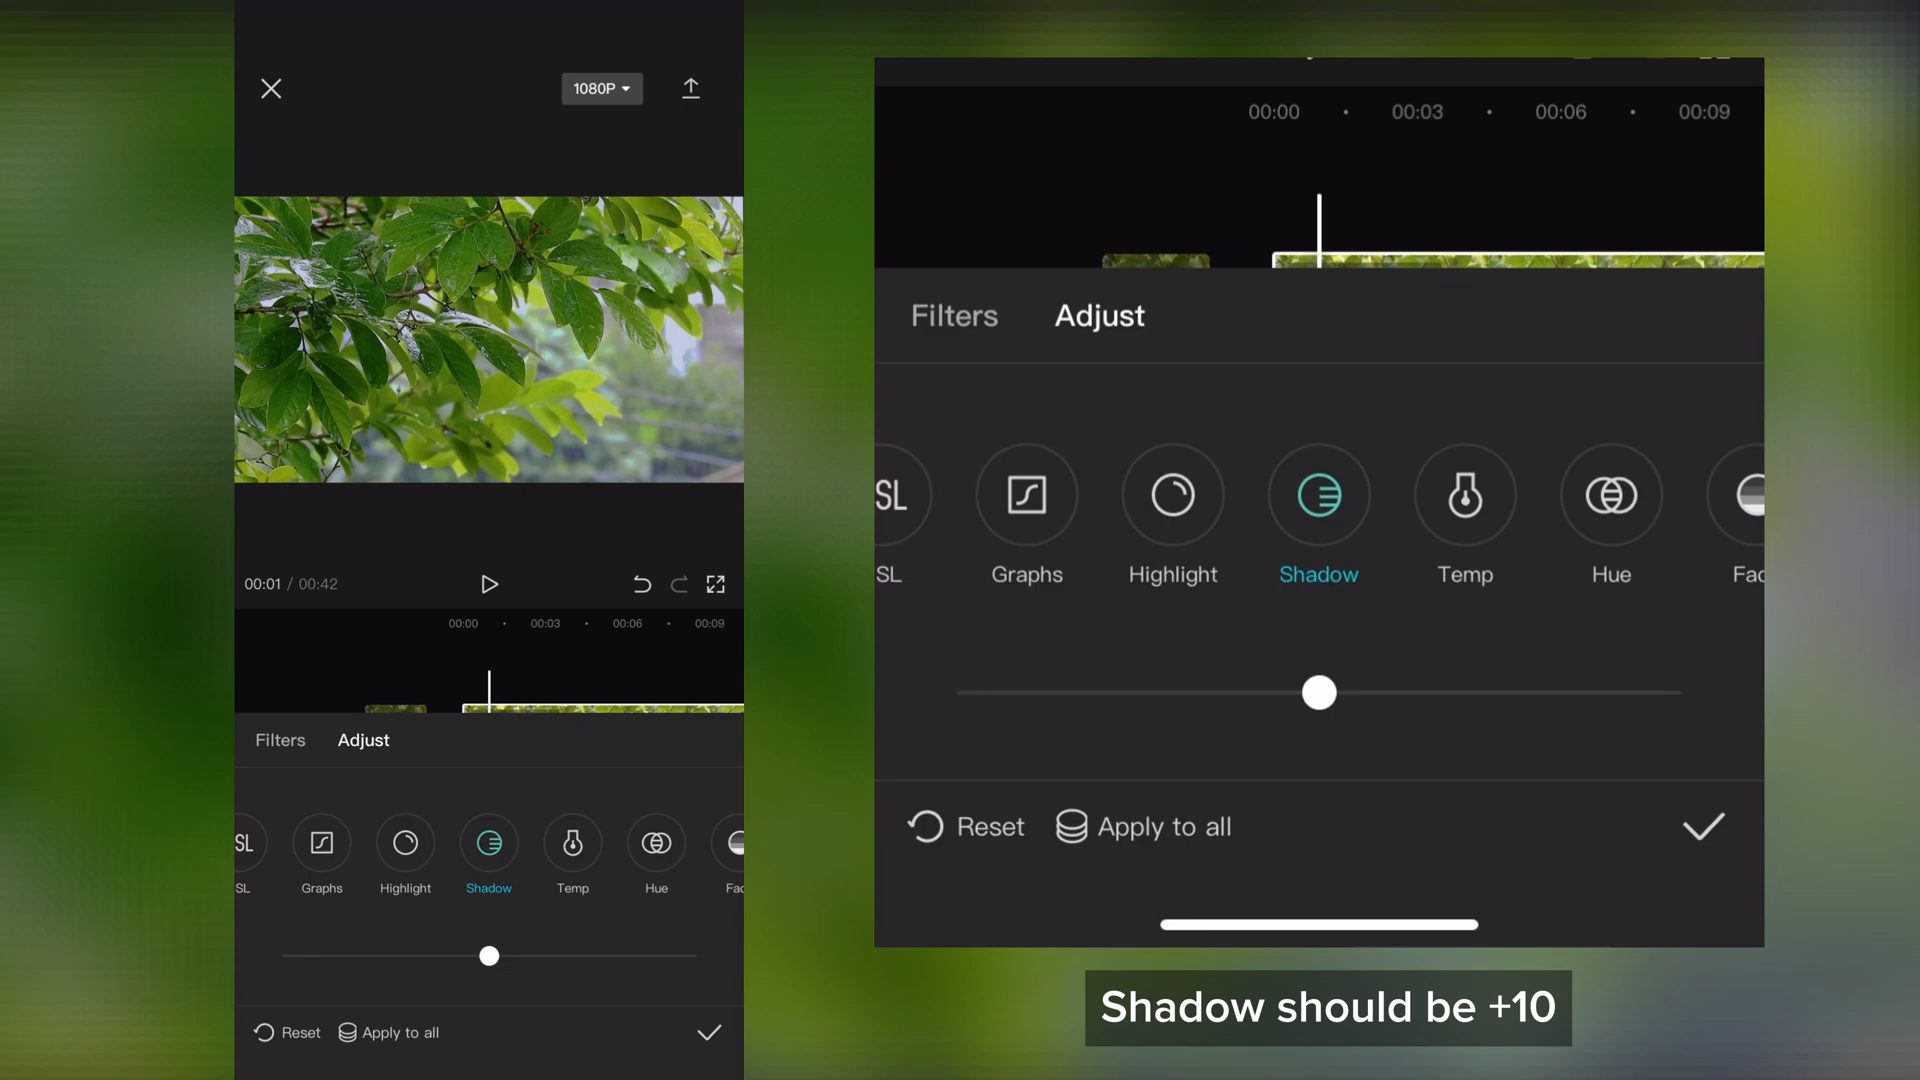 1080P
00:01 / 00:42
00:00 · 00:03 · 00:06 · 00:09
Filters Adjust
SL
SL Graphs Highlight Shadow Temp Hue Fac
Reset Apply to all
00:00 · 00:03 · 00:06 · 00:09
Filters Adjust
SL
SL Graphs Highlight Shadow Temp Hue Fac
Reset Apply to all
Shadow should be +10